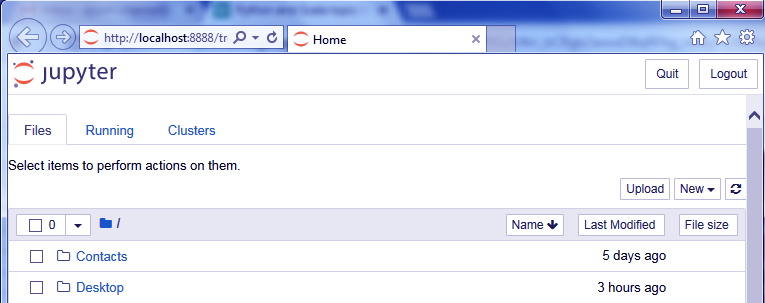 http://localhost:8888/tr
Home
jupyter
Quit
Logout
Files
Running
Clusters
Select items to perform actions on them.
Upload
New
0
/
Name
Last Modified
File size
Contacts
5 days ago
Desktop
3 hours ago